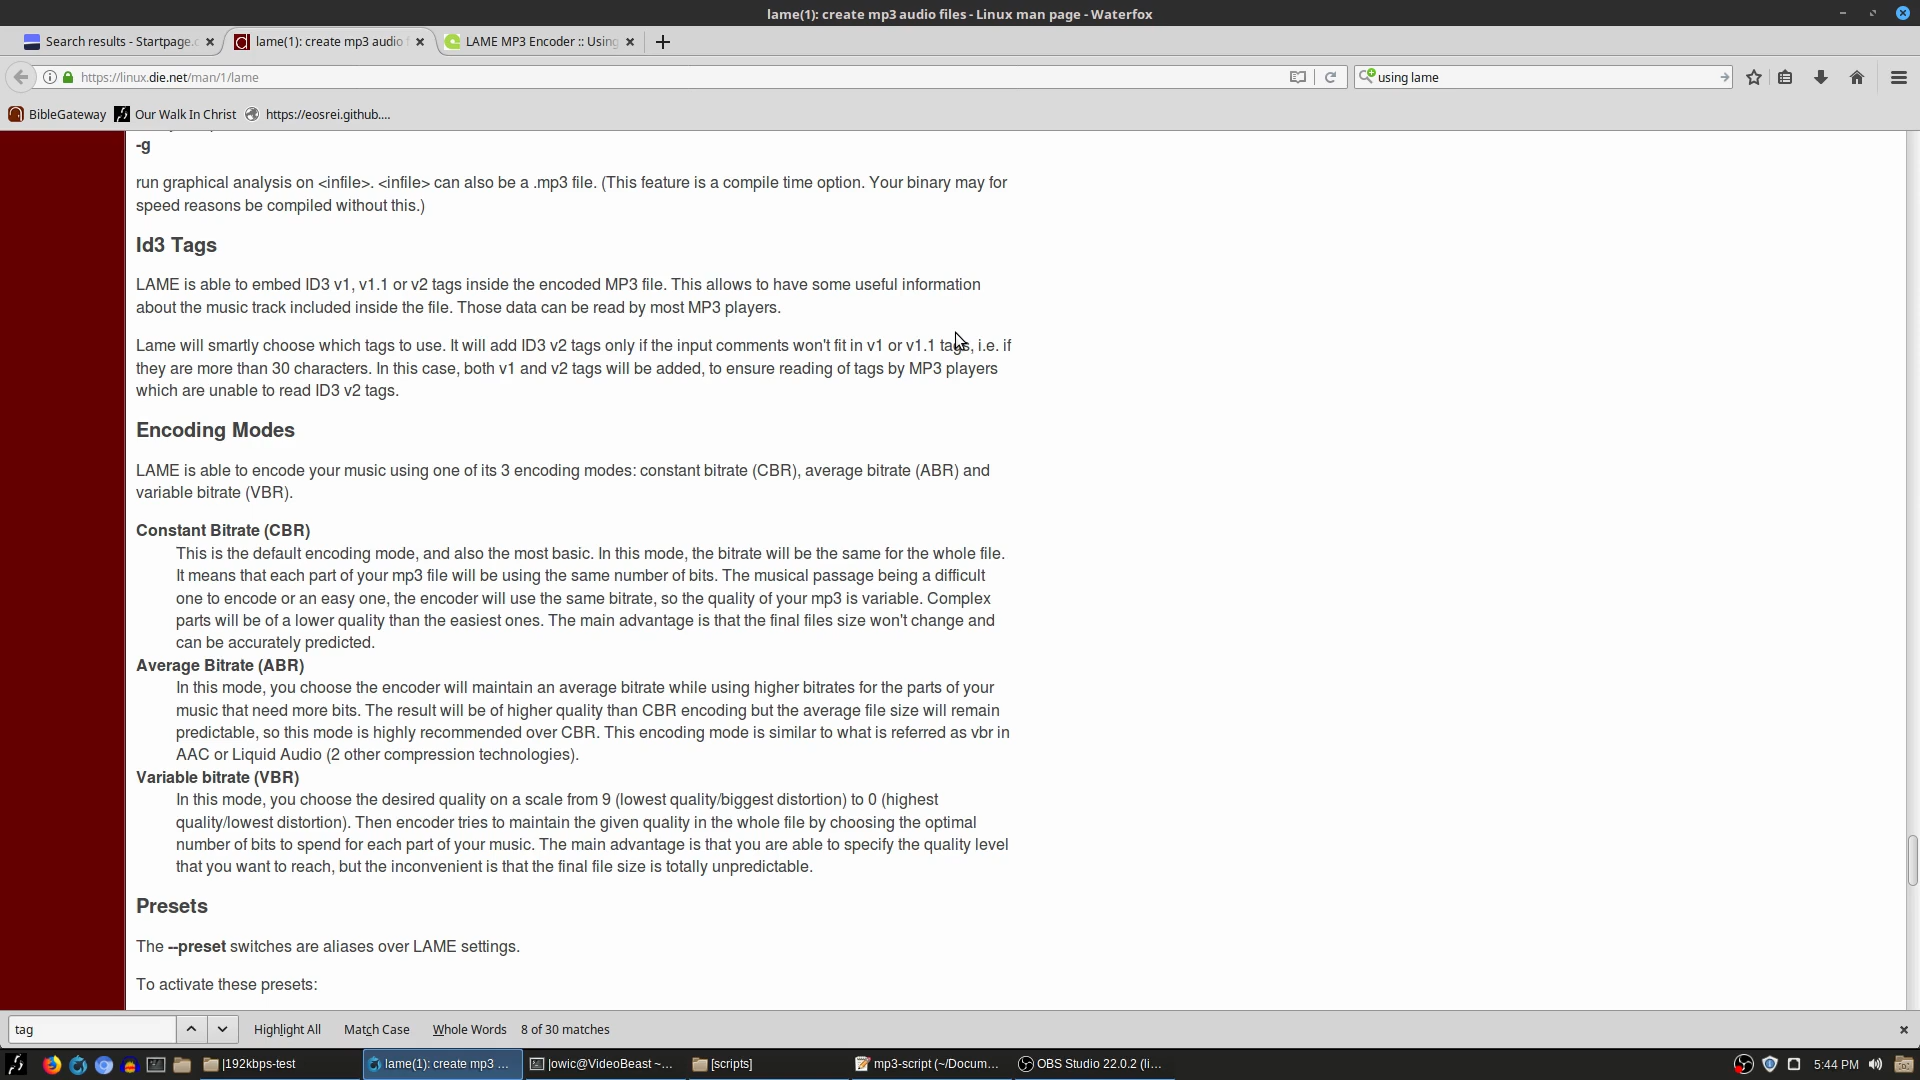 lame(1): create mp3 audio files - Linux man page - Waterfox
Search results - Startpage.c
lame(1): create mp3 audio f
LAME MP3 Encoder :: Using
https://linux.die.net/man/1/lame
using lame
BibleGateway
Our Walk In Christ
https://eosrei.github....
-g
run graphical analysis on <infile>. <infile> can also be a .mp3 file. (This feature is a compile time option. Your binary may for
speed reasons be compiled without this.)
Id3 Tags
LAME is able to embed ID3 v1, v1.1 or v2 tags inside the encoded MP3 file. This allows to have some useful information
about the music track included inside the file. Those data can be read by most MP3 players.
Lame will smartly choose which tags to use. It will add ID3 v2 tags only if the input comments won't fit in v1 or v1.1 tags, i.e. if
they are more than 30 characters. In this case, both v1 and v2 tags will be added, to ensure reading of tags by MP3 players
which are unable to read ID3 v2 tags.
Encoding Modes
LAME is able to encode your music using one of its 3 encoding modes: constant bitrate (CBR), average bitrate (ABR) and
variable bitrate (VBR).
Constant Bitrate (CBR)
This is the default encoding mode, and also the most basic. In this mode, the bitrate will be the same for the whole file.
It means that each part of your mp3 file will be using the same number of bits. The musical passage being a difficult
one to encode or an easy one, the encoder will use the same bitrate, so the quality of your mp3 is variable. Complex
parts will be of a lower quality than the easiest ones. The main advantage is that the final files size won't change and
can be accurately predicted.
Average Bitrate (ABR)
In this mode, you choose the encoder will maintain an average bitrate while using higher bitrates for the parts of your
music that need more bits. The result will be of higher quality than CBR encoding but the average file size will remain
predictable, so this mode is highly recommended over CBR. This encoding mode is similar to what is referred as vbr in
AAC or Liquid Audio (2 other compression technologies).
Variable bitrate (VBR)
In this mode, you choose the desired quality on a scale from 9 (lowest quality/biggest distortion) to 0 (highest
quality/lowest distortion). Then encoder tries to maintain the given quality in the whole file by choosing the optimal
number of bits to spend for each part of your music. The main advantage is that you are able to specify the quality level
that you want to reach, but the inconvenient is that the final file size is totally unpredictable.
Presets
The --preset switches are aliases over LAME settings.
To activate these presets:
tag
Highlight All
Match Case
Whole Words
8 of 30 matches
|192kbps-test
lame(1): create mp3 ...
|owic@VideoBeast ~...
[scripts]
mp3-script (~/Docum...
OBS Studio 22.0.2 (li...
5:44 PM